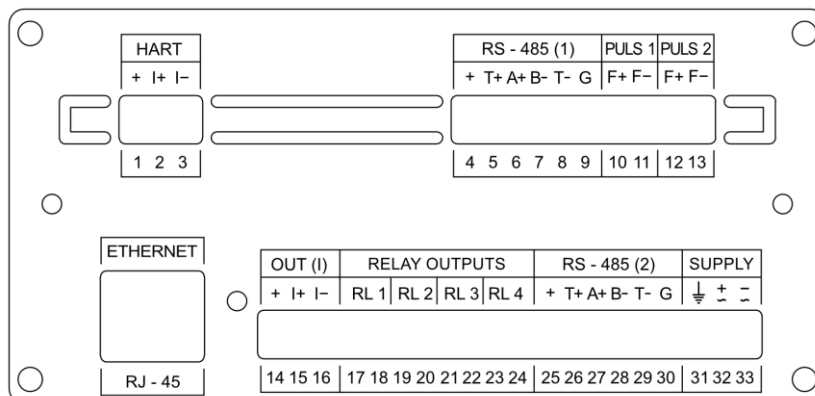 HART
+ I+ I−
1 2 3
RS - 485 (1) PULS 1 PULS 2
+ T+ A+ B- T- G F+ F− F+ F−
4 5 6 7 8 9 10 11 12 13
ETHERNET
RJ - 45
OUT (I) RELAY OUTPUTS RS - 485 (2) SUPPLY
+ I+ I− RL 1 RL 2 RL 3 RL 4 + T+ A+ B- T- G ⏚ + ~ − ~
14 15 16 17 18 19 20 21 22 23 24 25 26 27 28 29 30 31 32 33